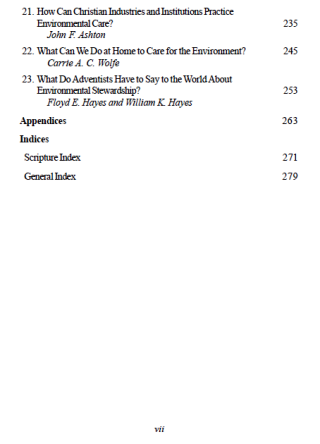 21. How Can Christian Industries and Institutions Practice
Environmental Care? 235
John F. Ashton
22. What Can We Do at Home to Care for the Environment? 245
Carrie A. C. Wolfe
23. What Do Adventists Have to Say to the World About
Environmental Stewardship? 253
Floyd E. Hayes and William K. Hayes
Appendices 263
Indices
Scripture Index 271
General Index 279
vii